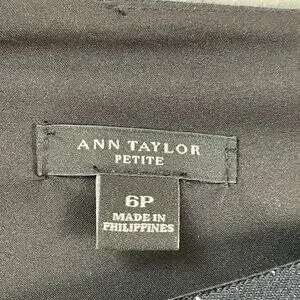 ANN TAYLOR
PETITE
6P
MADE IN
PHILIPPINES